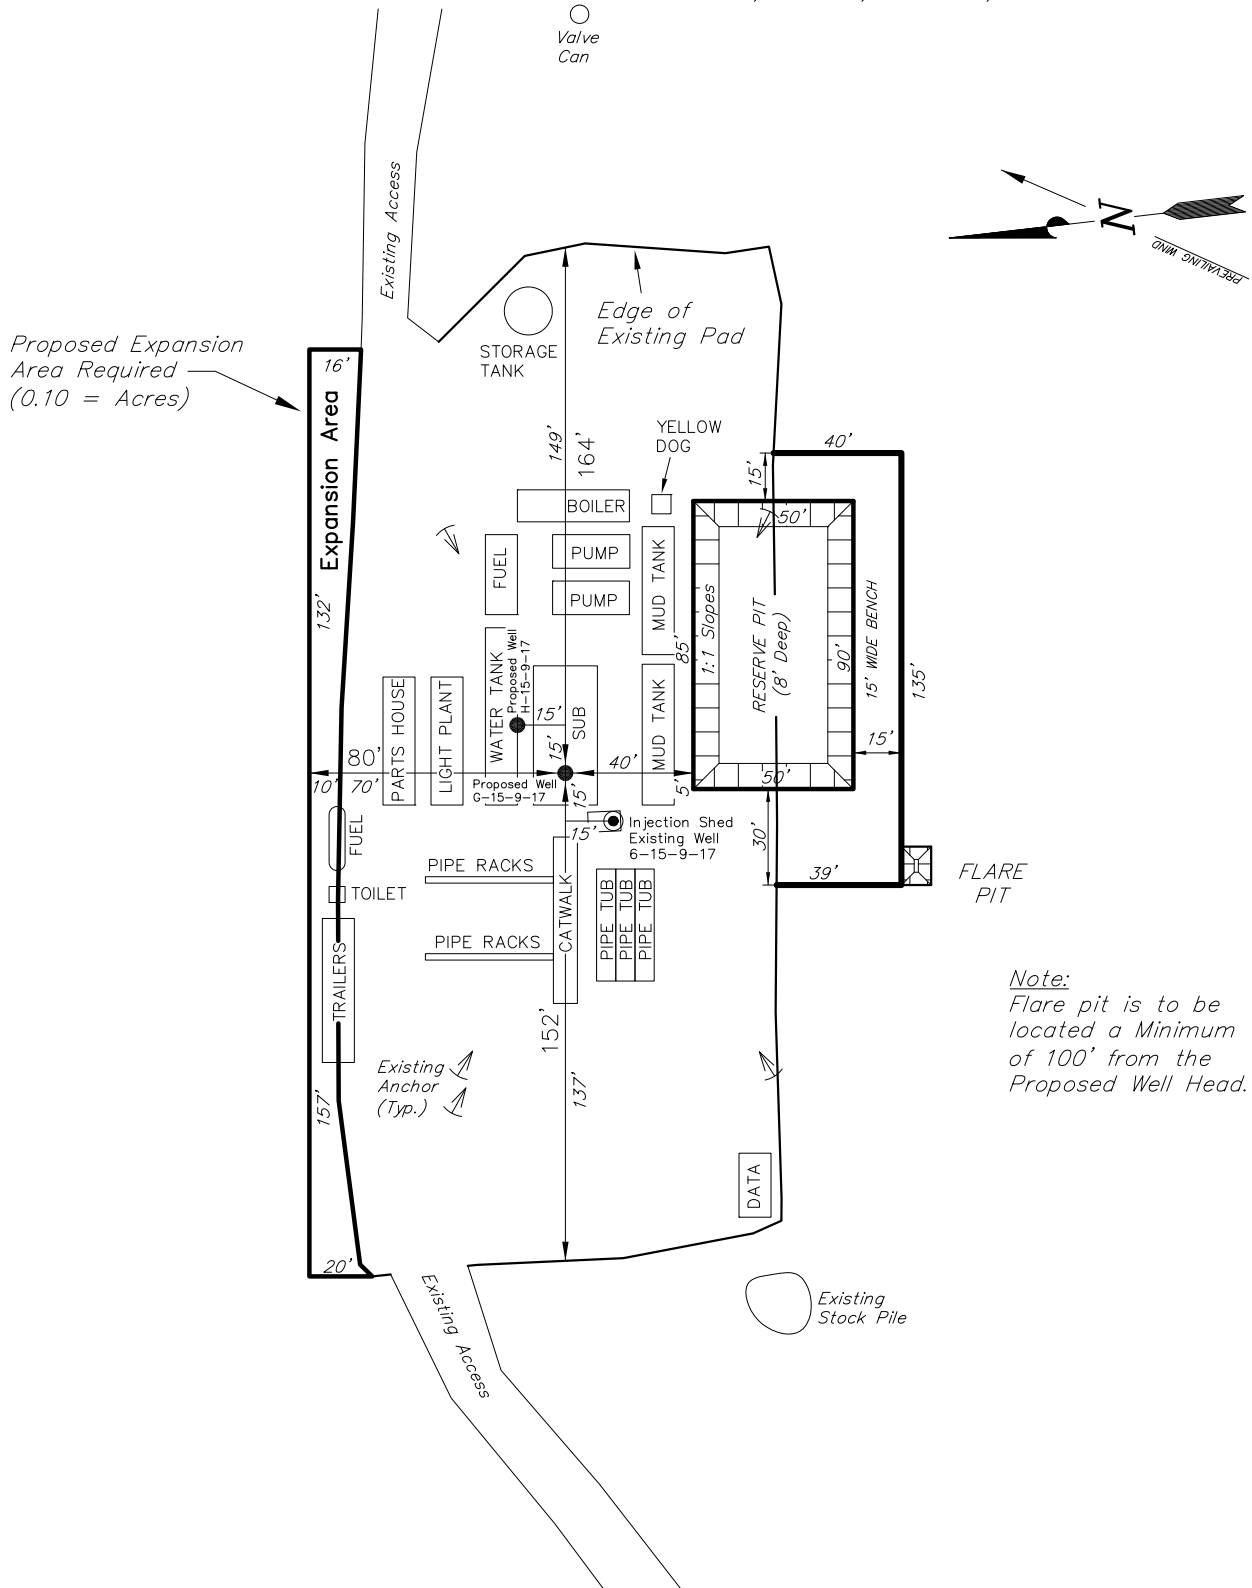 Valve
Can
Existing Access
N
PREVAILING WIND
Proposed Expansion
Area Required
(0.10 = Acres)
16'
Expansion Area
132'
STORAGE
TANK
Edge of
Existing Pad
149'
164'
YELLOW
DOG
40'
15'
BOILER
50'
FUEL
PUMP
PUMP
MUD TANK
85'
1:1 Slopes
RESERVE PIT
(8' Deep)
90'
15' WIDE BENCH
135'
WATER TANK
Proposed Well
H-15-9-17
PARTS HOUSE
LIGHT PLANT
15'
SUB
15'
MUD TANK
15'
80'
10'
70'
Proposed Well
G-15-9-17
15'
40'
5'
50'
FUEL
15'
Injection Shed
Existing Well
6-15-9-17
30'
39'
FLARE
PIT
PIPE RACKS
TOILET
CATWALK
PIPE TUB
PIPE TUB
PIPE TUB
PIPE RACKS
TRAILERS
Note:
Flare pit is to be
located a Minimum
of 100' from the
Proposed Well Head.
152'
137'
Existing
Anchor
(Typ.)
157'
DATA
20'
Existing Access
Existing
Stock Pile